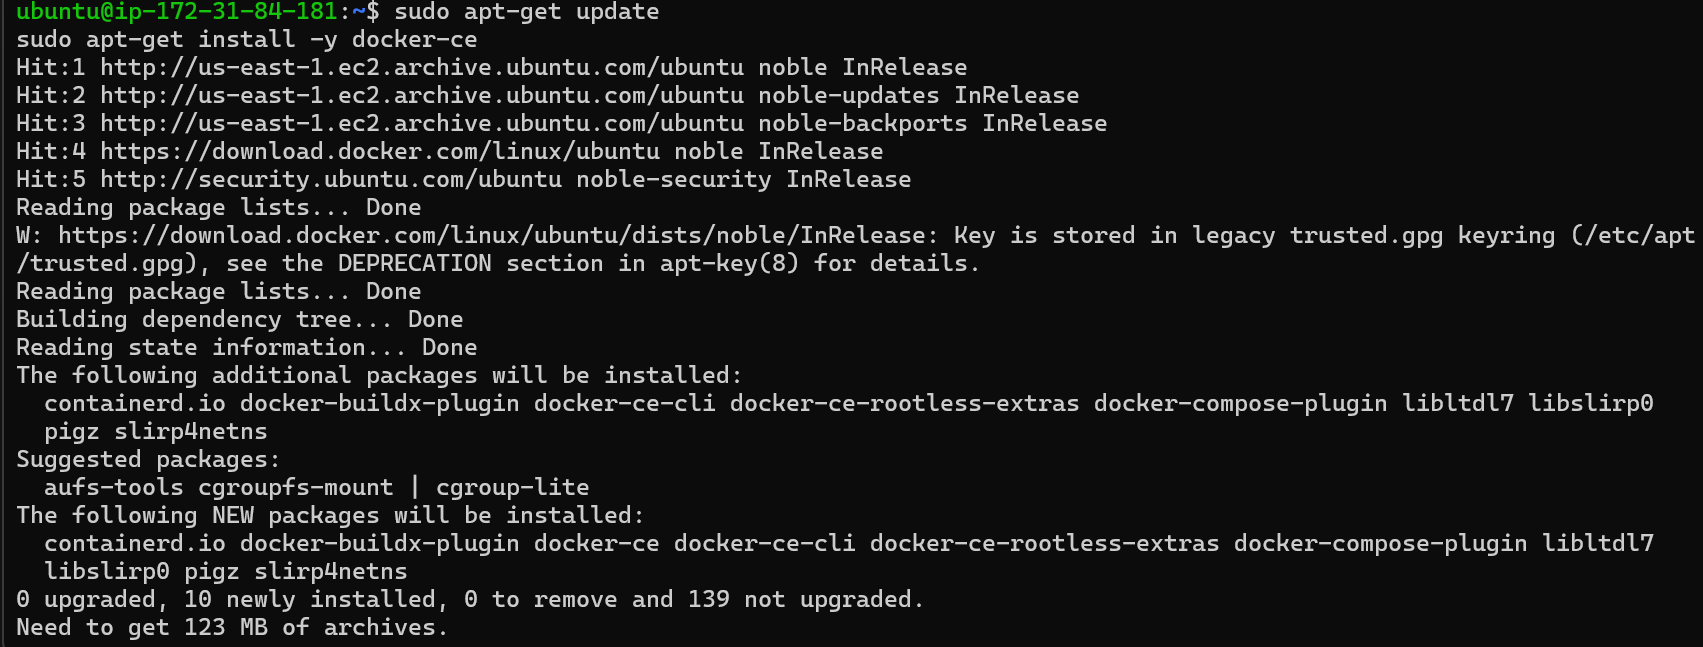 ubuntu@ip-172-31-84-181:~$ sudo apt-get update
sudo apt-get install -y docker-ce
Hit:1 http://us-east-1.ec2.archive.ubuntu.com/ubuntu noble InRelease
Hit:2 http://us-east-1.ec2.archive.ubuntu.com/ubuntu noble-updates InRelease
Hit:3 http://us-east-1.ec2.archive.ubuntu.com/ubuntu noble-backports InRelease
Hit:4 https://download.docker.com/linux/ubuntu noble InRelease
Hit:5 http://security.ubuntu.com/ubuntu noble-security InRelease
Reading package lists... Done
W: https://download.docker.com/linux/ubuntu/dists/noble/InRelease: Key is stored in legacy trusted.gpg keyring (/etc/apt
/trusted.gpg), see the DEPRECATION section in apt-key(8) for details.
Reading package lists... Done
Building dependency tree... Done
Reading state information... Done
The following additional packages will be installed:
  containerd.io docker-buildx-plugin docker-ce-cli docker-ce-rootless-extras docker-compose-plugin libltdl7 libslirp0
  pigz slirp4netns
Suggested packages:
  aufs-tools cgroupfs-mount | cgroup-lite
The following NEW packages will be installed:
  containerd.io docker-buildx-plugin docker-ce docker-ce-cli docker-ce-rootless-extras docker-compose-plugin libltdl7
  libslirp0 pigz slirp4netns
0 upgraded, 10 newly installed, 0 to remove and 139 not upgraded.
Need to get 123 MB of archives.